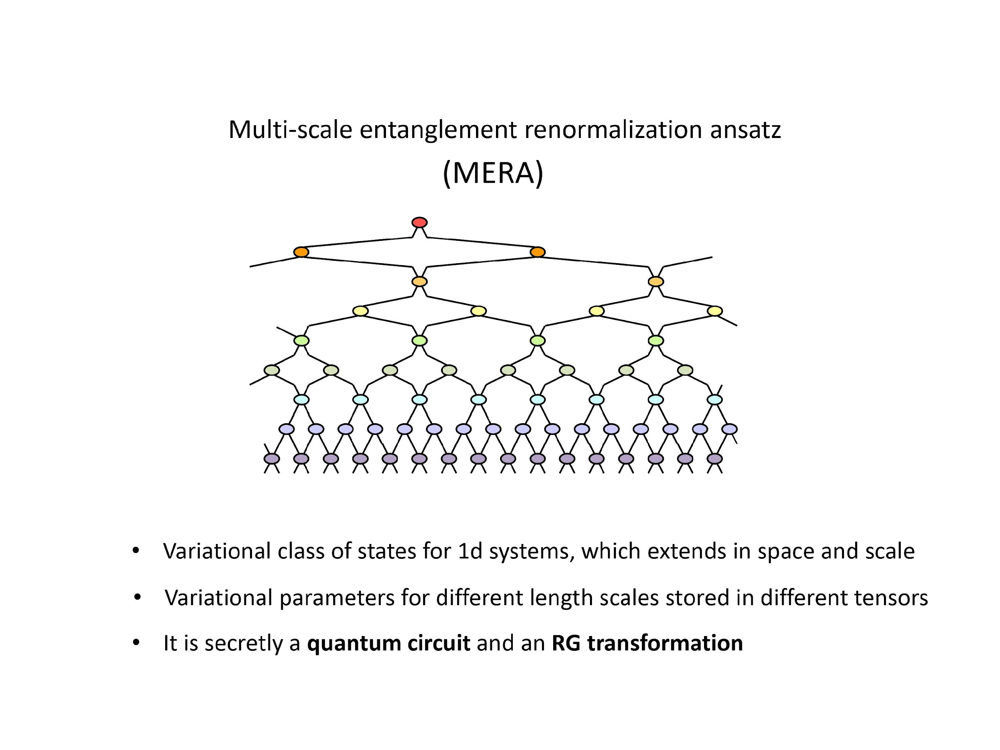 Multi-scale entanglement renormalization ansatz
(MERA)
• Variational class of states for 1d systems, which extends in space and scale
• Variational parameters for different length scales stored in different tensors
• It is secretly a quantum circuit and an RG transformation